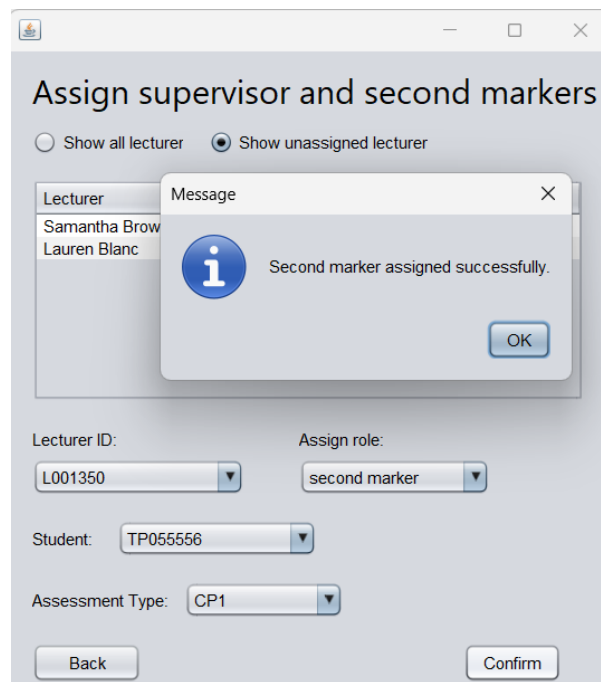 Assign supervisor and second markers
Show all lecturer Show unassigned lecturer
Lecturer
Samantha Brow
Lauren Blanc
Message
Second marker assigned successfully.
OK
Lecturer ID: Assign role:
L001350 second marker
Student: TP055556
Assessment Type: CP1
Back Confirm